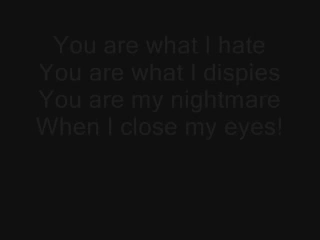 You are what I hate
You are what I dispies
You are my nightmare
When I close my eyes!